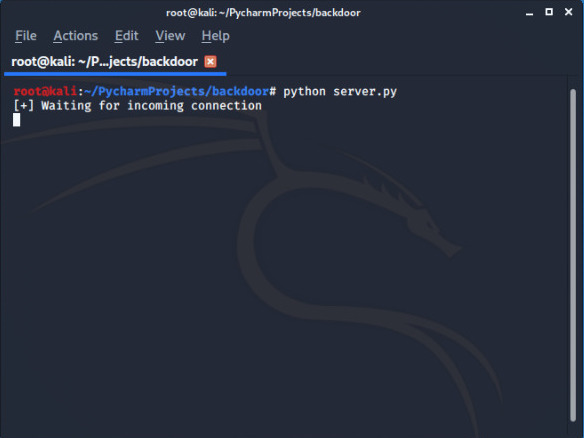 root@kali: ~/PycharmProjects/backdoor
File Actions Edit View Help
root@kali: ~/P...jects/backdoor
root@kali:~/PycharmProjects/backdoor# python server.py
[+] Waiting for incoming connection